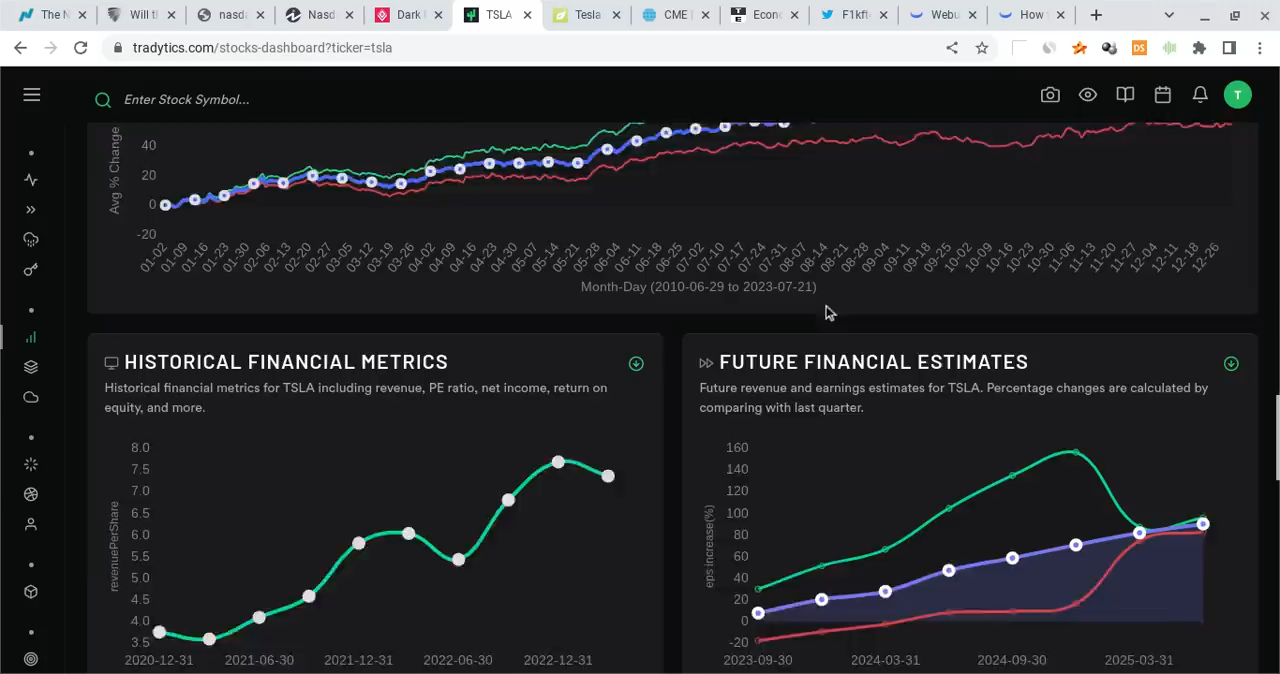 The N
Will th
nasda
Nasd
Dark
TSLA
Tesla
CME
Econ
F1kft
Webu
How
tradytics.com/stocks-dashboard?ticker=tsla
DS
Enter Stock Symbol...
T
Avg % Change
40
20
0
-20
01-02 01-09 01-16 01-23 01-30 02-06 02-13 02-20 02-27 03-05 03-12 03-19 03-26 04-02 04-09 04-16 04-23 04-30 05-07 05-14 05-21 05-28 06-04 06-11 06-18 06-25 07-02 07-10 07-17 07-24 07-31 08-07 08-14 08-21 08-28 09-04 09-11 09-18 09-25 10-02 10-09 10-16 10-23 10-30 11-06 11-13 11-20 11-27 12-04 12-11 12-18 12-26
Month-Day (2010-06-29 to 2023-07-21)
HISTORICAL FINANCIAL METRICS
Historical financial metrics for TSLA including revenue, PE ratio, net income, return on
equity, and more.
revenuePerShare
8.0
7.5
7.0
6.5
6.0
5.5
5.0
4.5
4.0
3.5
2020-12-31 2021-06-30 2021-12-31 2022-06-30 2022-12-31
FUTURE FINANCIAL ESTIMATES
Future revenue and earnings estimates for TSLA. Percentage changes are calculated by
comparing with last quarter.
eps increase(%)
160
140
120
100
80
60
40
20
0
-20
2023-09-30 2024-03-31 2024-09-30 2025-03-31